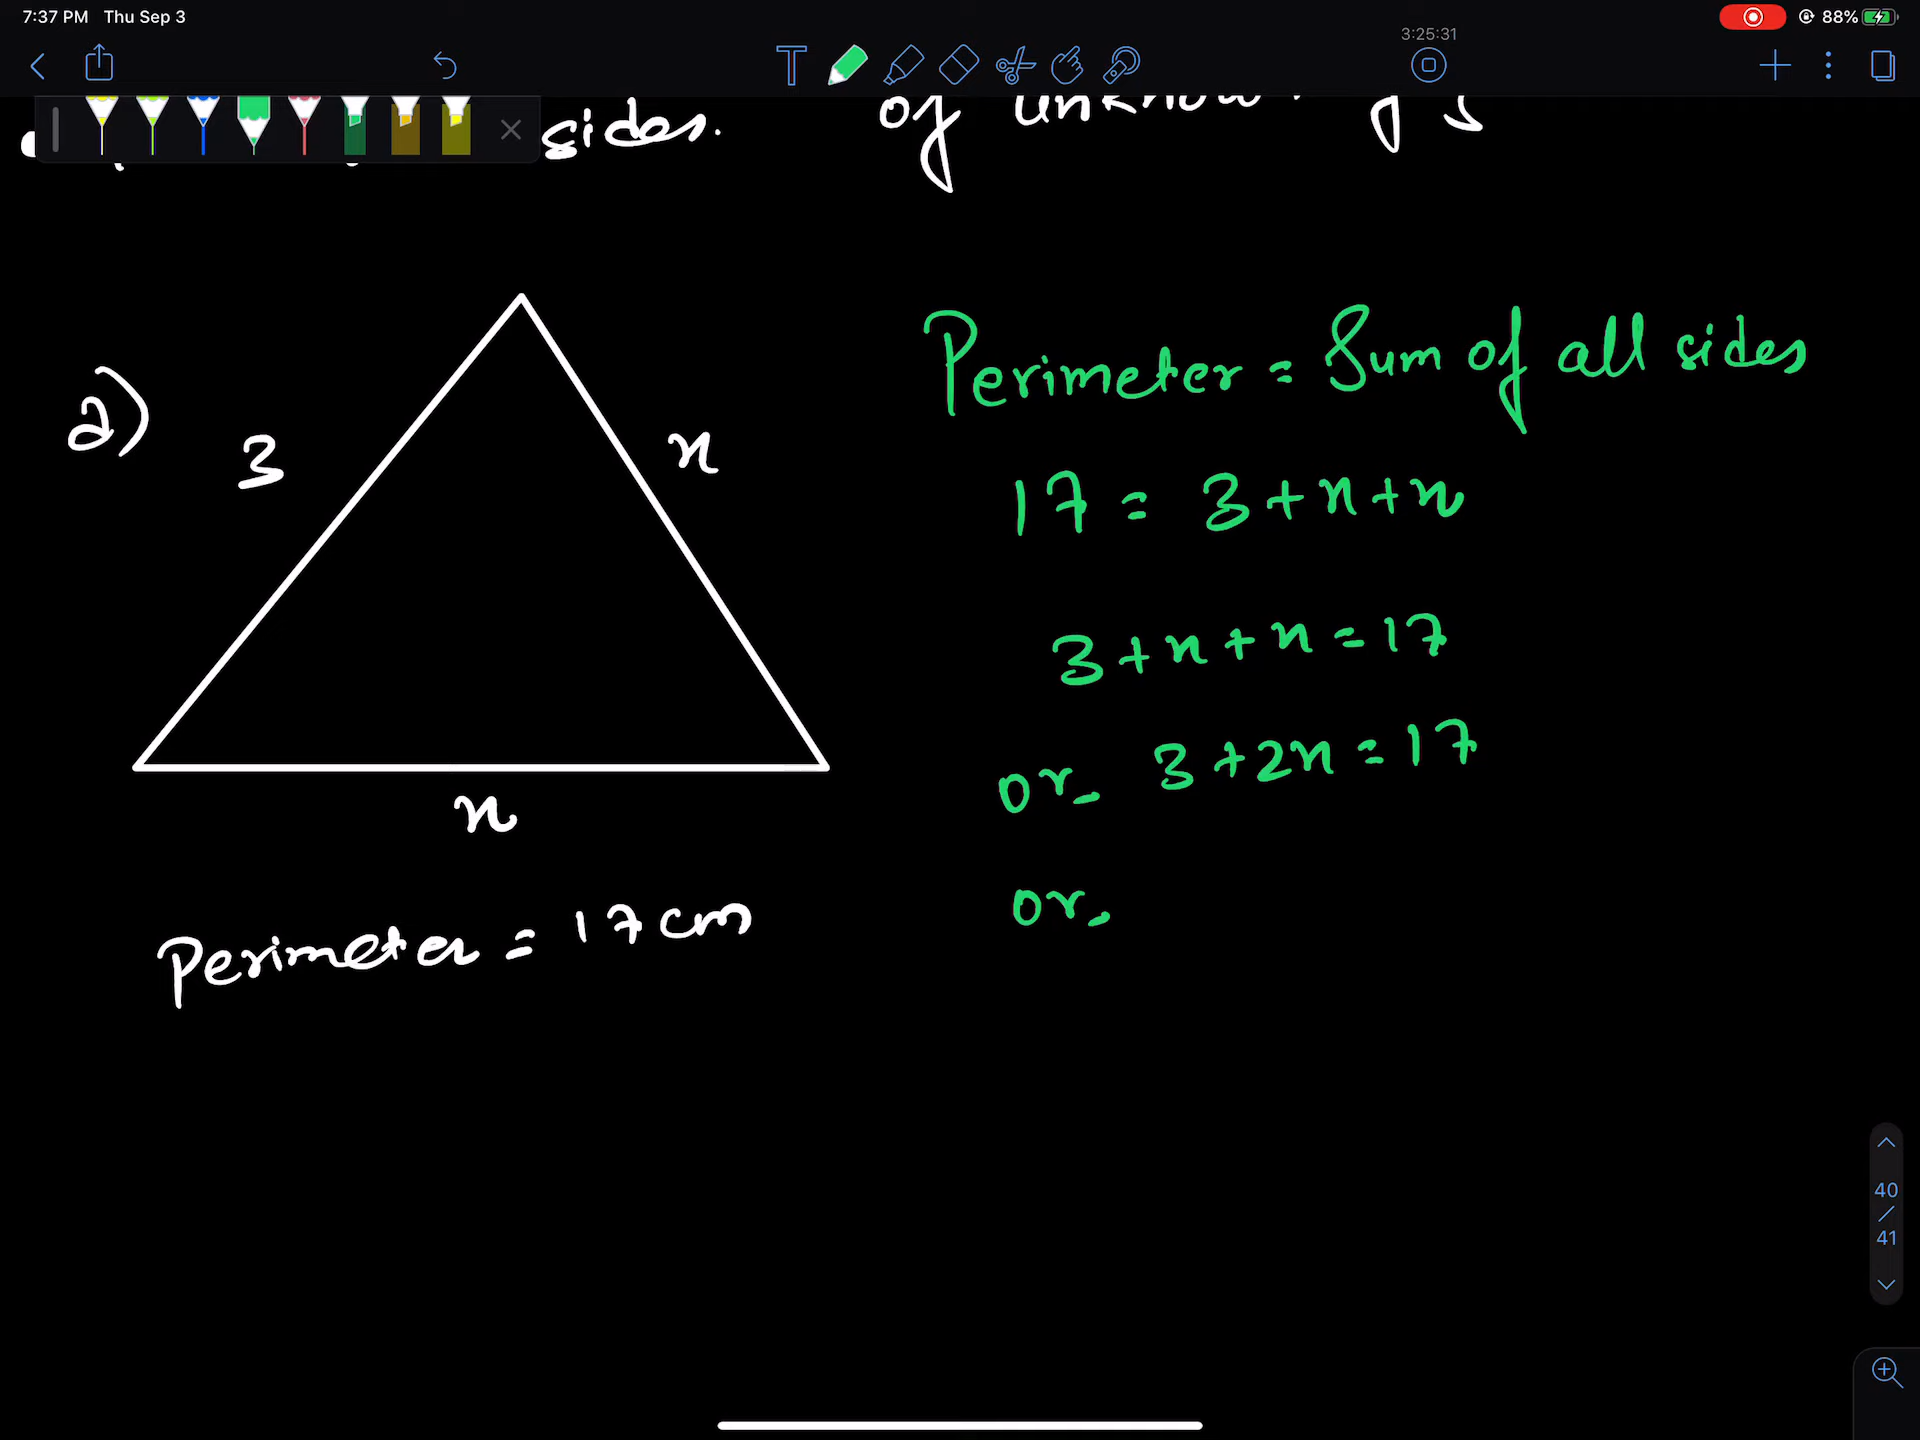 7:37 PM Thu Sep 3
88%
3:25:31
sides. of
a)
3
x
x
Perimeter = 17 cm
Perimeter = Sum of all sides
17 = 3+x+x
3+x+x=17
or, 3+2x=17
or,
40
/
41